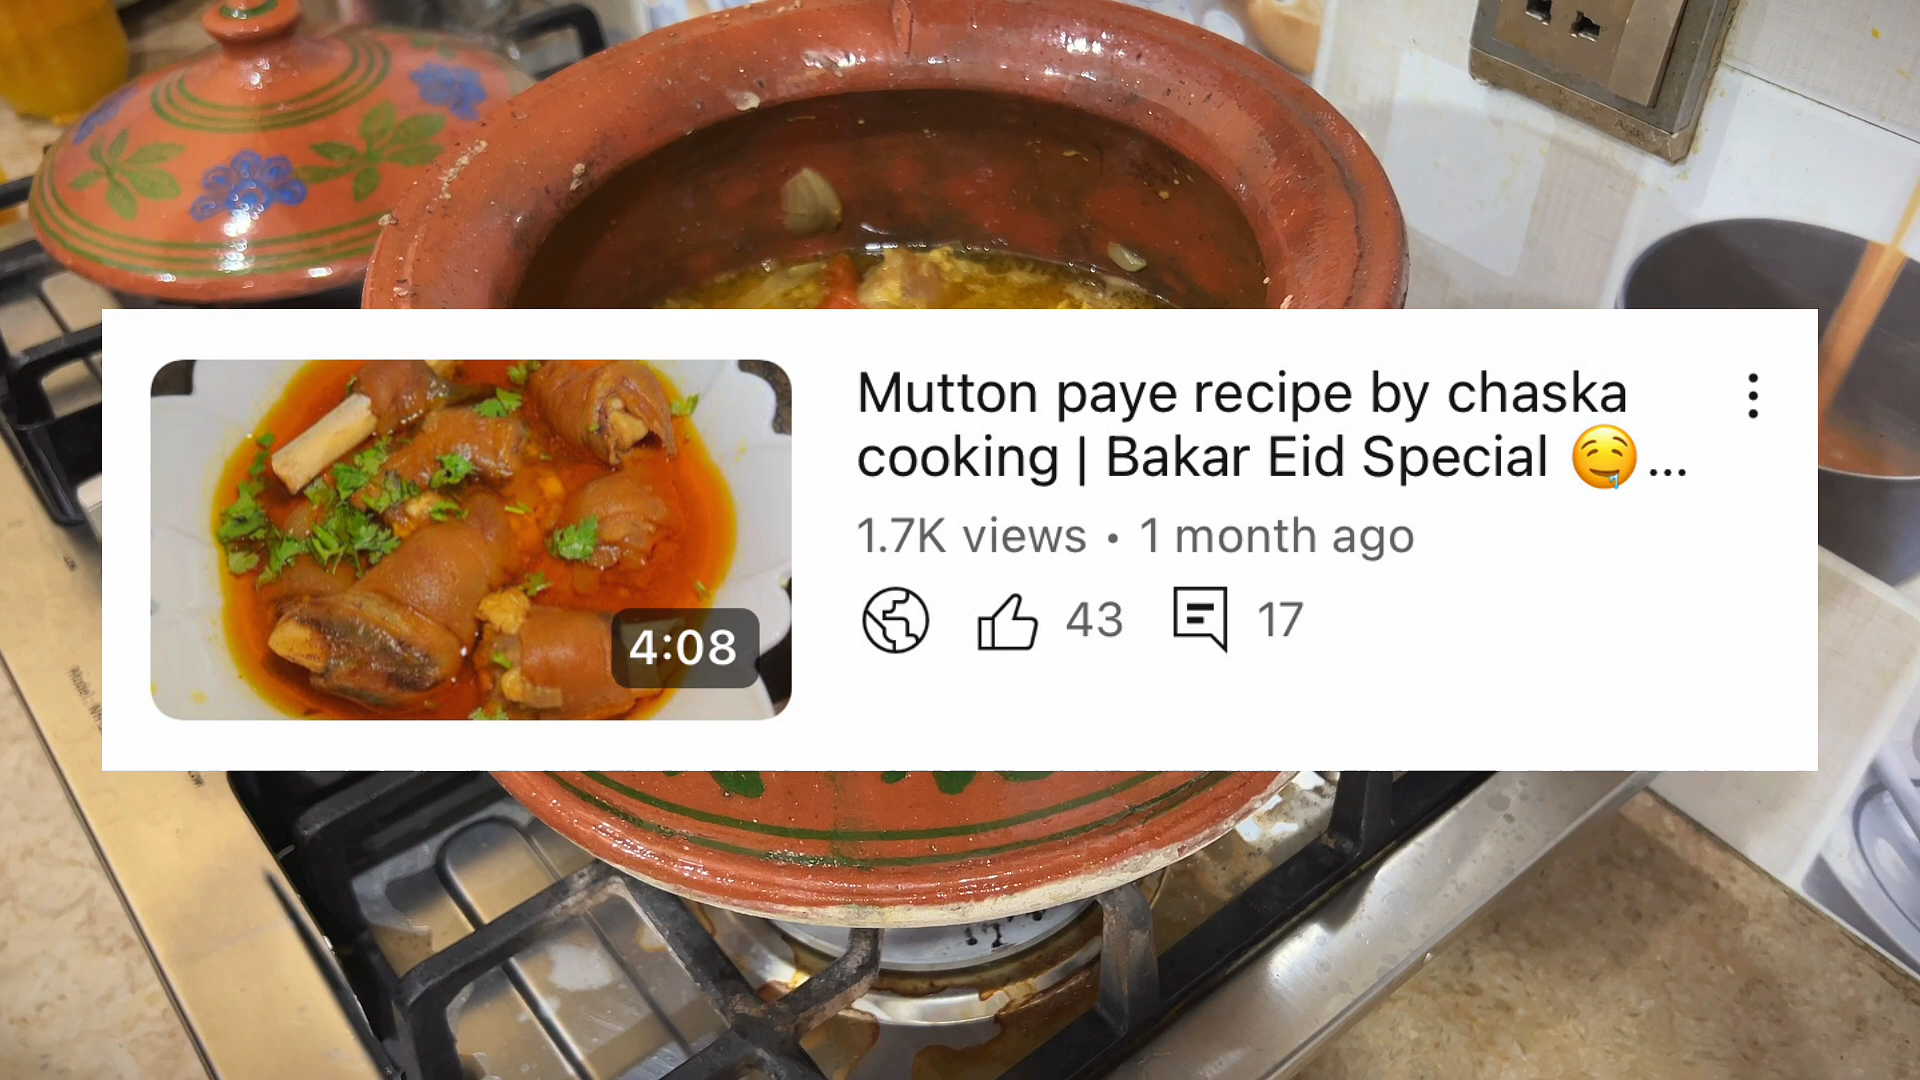 Mutton paye recipe by chaska
cooking | Bakar Eid Special 🤤...
1.7K views • 1 month ago
43 17
4:08